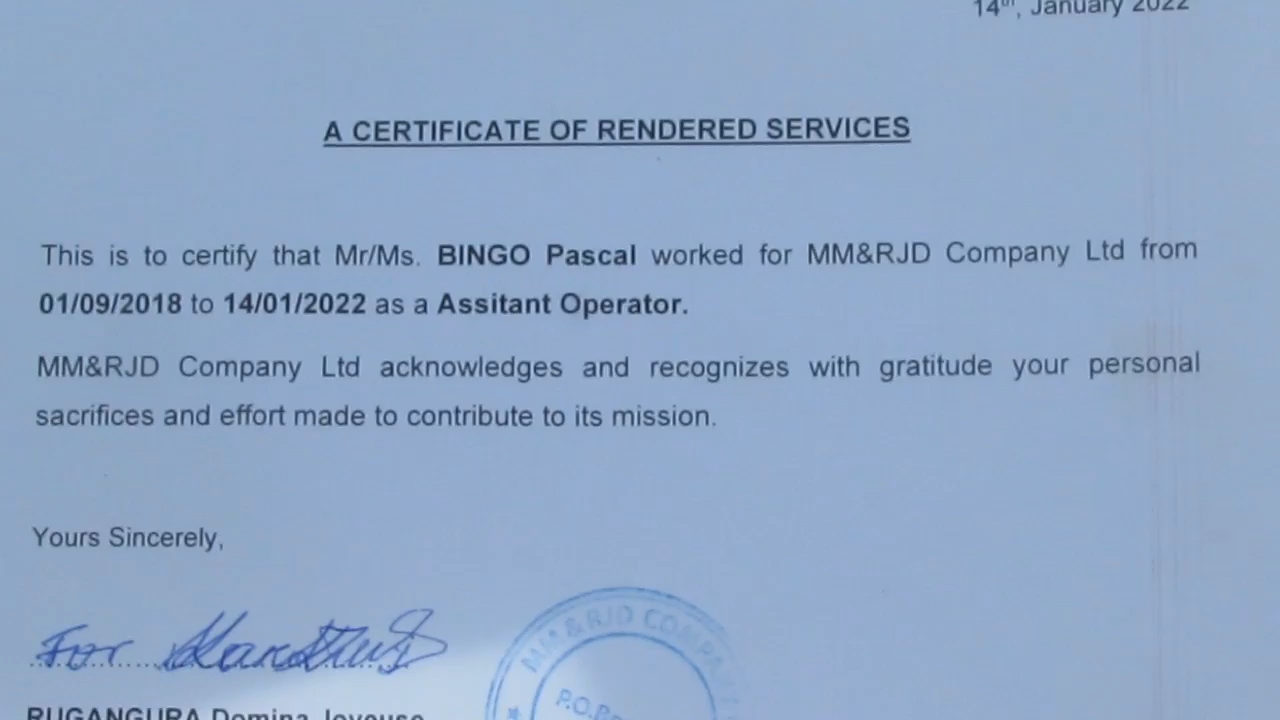 14th, January 2022
A CERTIFICATE OF RENDERED SERVICES
This is to certify that Mr/Ms. BINGO Pascal worked for MM&RJD Company Ltd from
01/09/2018 to 14/01/2022 as a Assitant Operator.
MM&RJD Company Ltd acknowledges and recognizes with gratitude your personal
sacrifices and effort made to contribute to its mission.
Yours Sincerely,
For
RUGANGURA Domina Joyeuse
MM & RJD COMPA
P.O.B